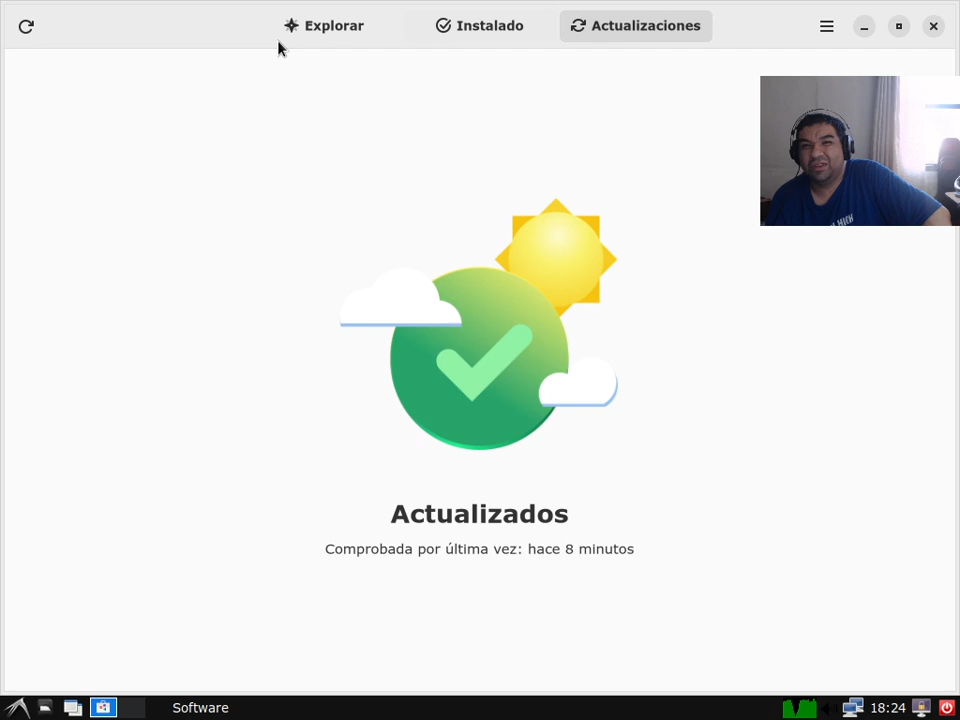 Explorar
Instalado
Actualizaciones
Actualizados
Comprobada por última vez: hace 8 minutos
Software
18:24